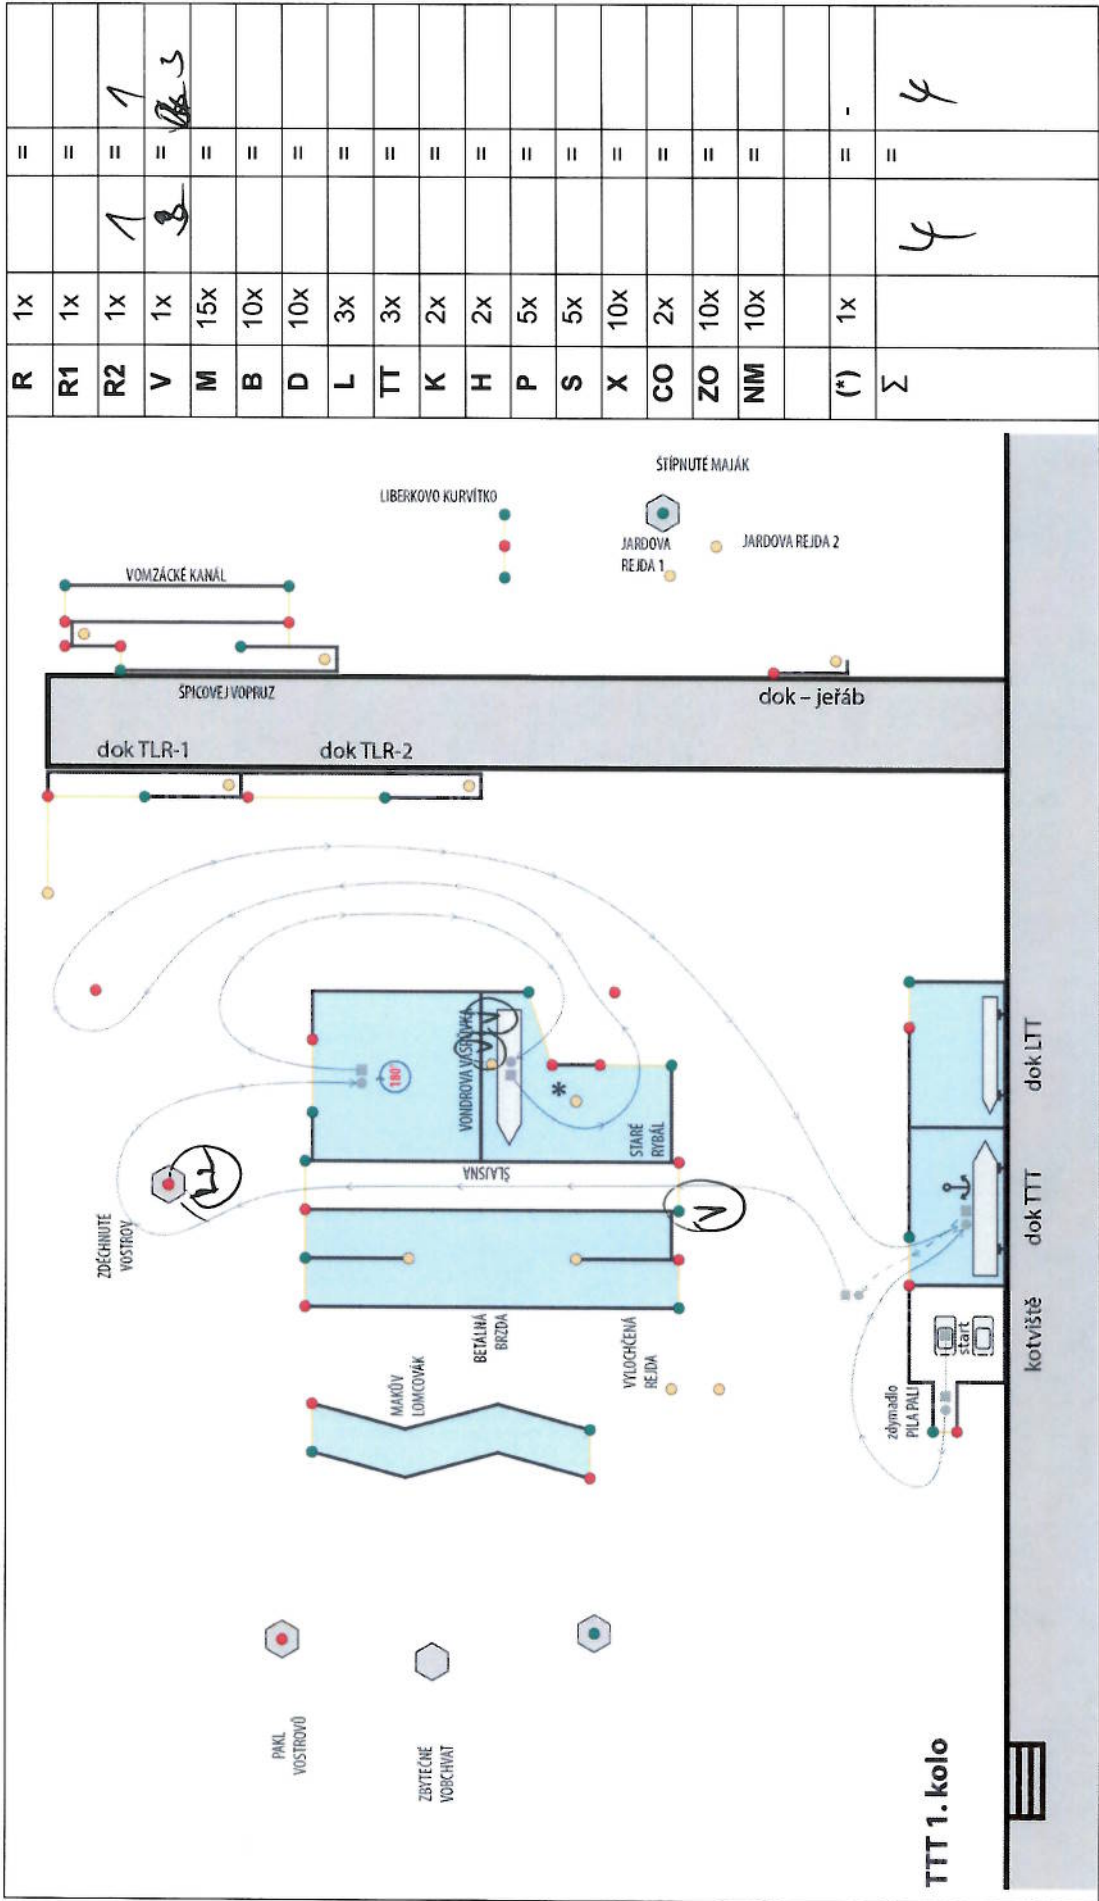 R 1x =
R1 1x =
R2 1x 1 = 1
V 1x 3 = 3
M 15x =
B 10x =
D 10x =
L 3x =
TT 3x =
K 2x =
H 2x =
P 5x =
S 5x =
X 10x =
CO 2x =
ZO 10x =
NM 10x =
(*) 1x = -
Σ 4 = 4
LIBERKOVO KURVÍTKO
ŠTÍPNUTÉ MAJÁK
JARDOVA
REJDA 1
JARDOVA REJDA 2
VOMZÁCKÉ KANÁL
ŠPICOVEJ VOPRUZ
dok – jeřáb
dok TLR-1
dok TLR-2
180°
VONDROVA VASRŮVKA
*
STARÉ
RYBÁL
ŠLAJSNA
V
ZDECHNUTÉ
VOSTROV
BETÁLNÁ
BRZDA
VYLOCHČENÁ
REJDA
MAKŮV
LOMCOVÁK
PAKL
VOSTROVŮ
ZBYTEČNÉ
VOBCHVAT
zdymadlo
PILA PALI
start
kotviště
dok TTT
dok LTT
TTT 1. kolo